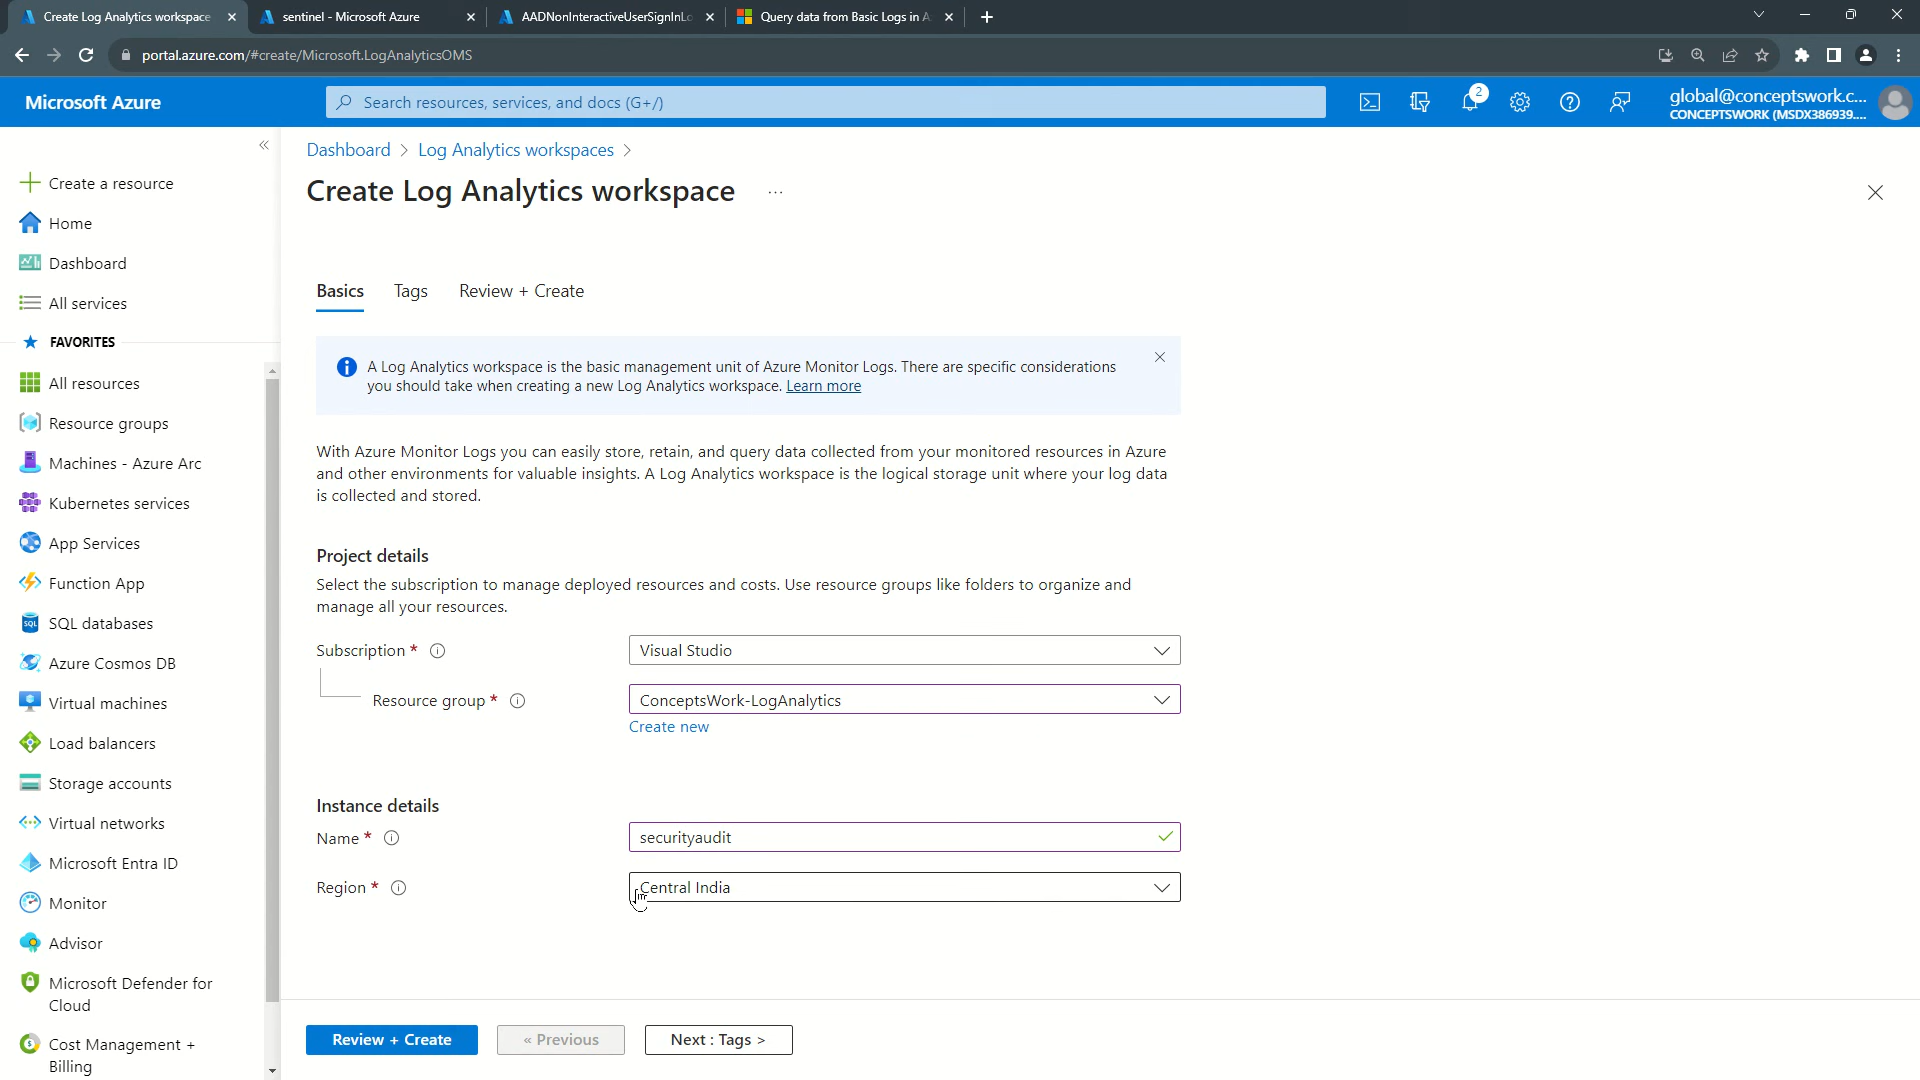 Create Log Analytics workspace
sentinel - Microsoft Azure
AADNonInteractiveUserSignInLo
Query data from Basic Logs in A
portal.azure.com/#create/Microsoft.LogAnalyticsOMS
Microsoft Azure
Search resources, services, and docs (G+/)
2
global@conceptswork.c...
CONCEPTSWORK (MSDX386939....
Create a resource
Home
Dashboard
All services
FAVORITES
All resources
Resource groups
Machines - Azure Arc
Kubernetes services
App Services
Function App
SQL databases
Azure Cosmos DB
Virtual machines
Load balancers
Storage accounts
Virtual networks
Microsoft Entra ID
Monitor
Advisor
Microsoft Defender for
Cloud
Cost Management +
Billing
Dashboard > Log Analytics workspaces >
Create Log Analytics workspace ...
Basics
Tags
Review + Create
A Log Analytics workspace is the basic management unit of Azure Monitor Logs. There are specific considerations
you should take when creating a new Log Analytics workspace. Learn more
With Azure Monitor Logs you can easily store, retain, and query data collected from your monitored resources in Azure
and other environments for valuable insights. A Log Analytics workspace is the logical storage unit where your log data
is collected and stored.
Project details
Select the subscription to manage deployed resources and costs. Use resource groups like folders to organize and
manage all your resources.
Subscription *
Visual Studio
Resource group *
ConceptsWork-LogAnalytics
Create new
Instance details
Name *
securityaudit
Region *
Central India
Review + Create
« Previous
Next : Tags >